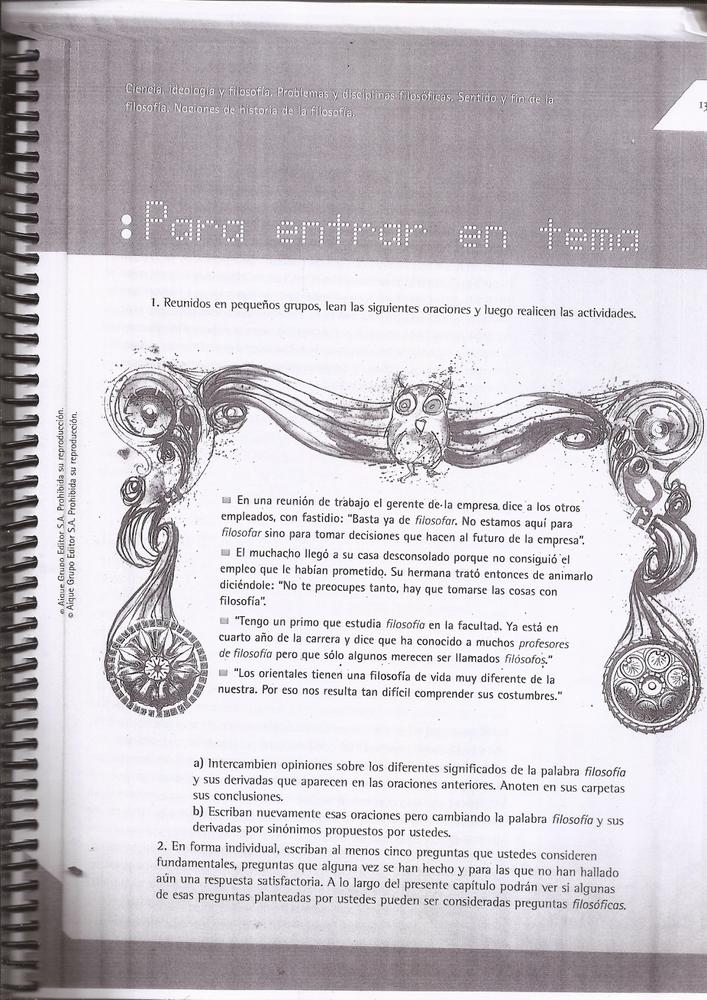 Ciencia, ideología y filosofía. Problemas y disciplinas filosóficas. Sentido y fin de la
filosofía. Nociones de historia de la filosofía.
13
:Para entrar en tema
1. Reunidos en pequeños grupos, lean las siguientes oraciones y luego realicen las actividades.
En una reunión de trabajo el gerente de la empresa dice a los otros
empleados, con fastidio: "Basta ya de filosofar. No estamos aquí para
filosofar sino para tomar decisiones que hacen al futuro de la empresa".
El muchacho llegó a su casa desconsolado porque no consiguió el
empleo que le habían prometido. Su hermana trató entonces de animarlo
diciéndole: "No te preocupes tanto, hay que tomarse las cosas con
filosofía".
"Tengo un primo que estudia filosofía en la facultad. Ya está en
cuarto año de la carrera y dice que ha conocido a muchos profesores
de filosofía pero que sólo algunos merecen ser llamados filósofos."
"Los orientales tienen una filosofía de vida muy diferente de la
nuestra. Por eso nos resulta tan difícil comprender sus costumbres."
a) Intercambien opiniones sobre los diferentes significados de la palabra filosofía
y sus derivadas que aparecen en las oraciones anteriores. Anoten en sus carpetas
sus conclusiones.
b) Escriban nuevamente esas oraciones pero cambiando la palabra filosofía y sus
derivadas por sinónimos propuestos por ustedes.
2. En forma individual, escriban al menos cinco preguntas que ustedes consideren
fundamentales, preguntas que alguna vez se han hecho y para las que no han hallado
aún una respuesta satisfactoria. A lo largo del presente capítulo podrán ver si algunas
de esas preguntas planteadas por ustedes pueden ser consideradas preguntas filosóficas.
© Aique Grupo Editor S.A. Prohibida su reproducción.
© Aique Grupo Editor S.A. Prohibida su reproducción.